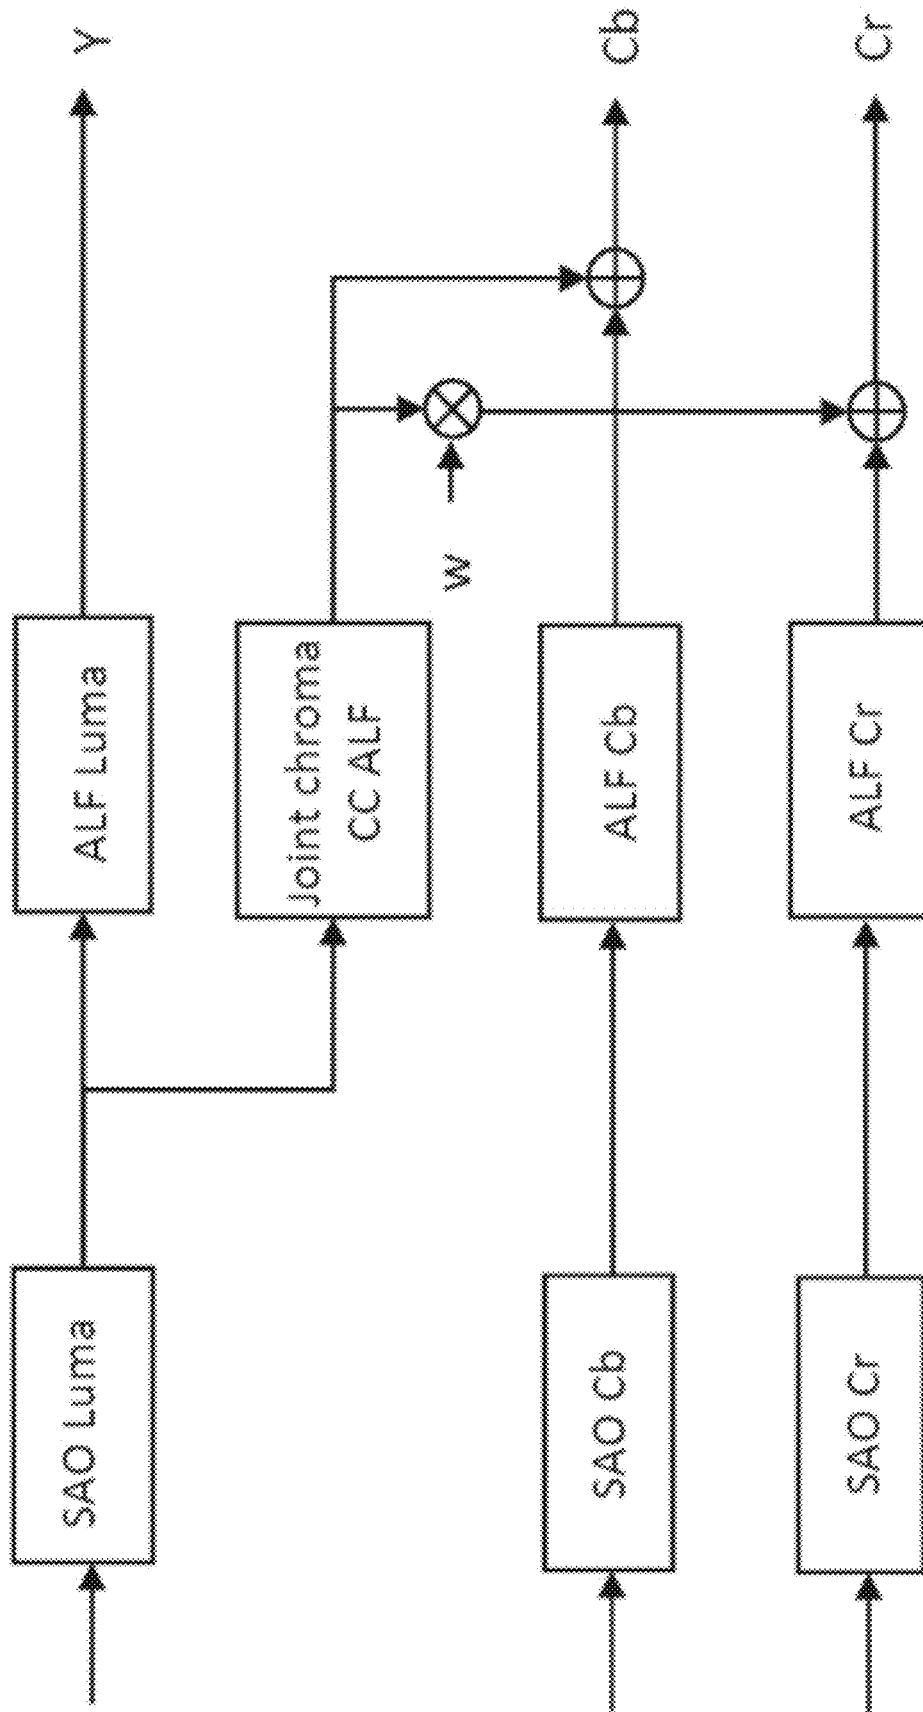 SAO Luma
ALF Luma
Y
Joint chroma
CC ALF
w
SAO Cb
ALF Cb
Cb
SAO Cr
ALF Cr
Cr